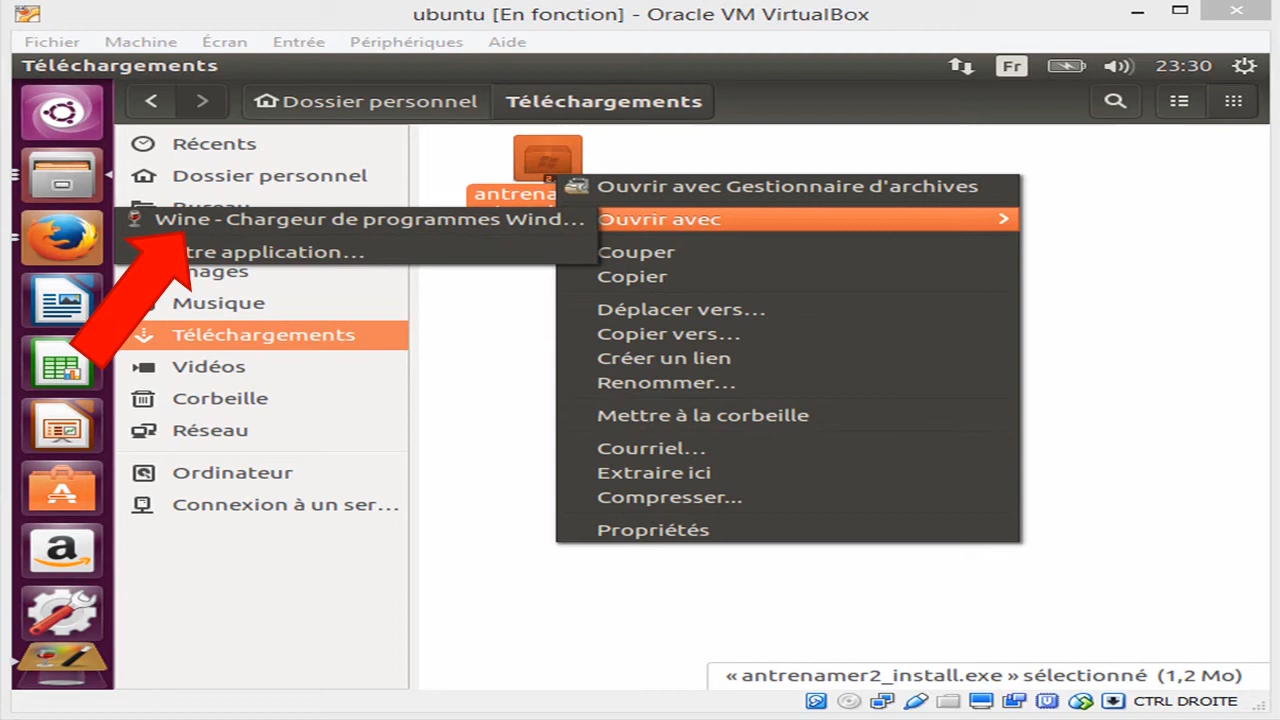 ubuntu [En fonction] - Oracle VM VirtualBox
Fichier Machine Écran Entrée Périphériques Aide
Téléchargements Fr 23:30
Dossier personnel Téléchargements
Récents
Dossier personnel
Bureau
Wine - Chargeur de programmes Wind...
tre application...
mages
Musique
Téléchargements
Vidéos
Corbeille
Réseau
Ordinateur
Connexion à un ser...
antrena
Ouvrir avec Gestionnaire d'archives
Ouvrir avec
Couper
Copier
Déplacer vers...
Copier vers...
Créer un lien
Renommer...
Mettre à la corbeille
Courriel...
Extraire ici
Compresser...
Propriétés
« antrenamer2_install.exe » sélectionné (1,2 Mo)
CTRL DROITE